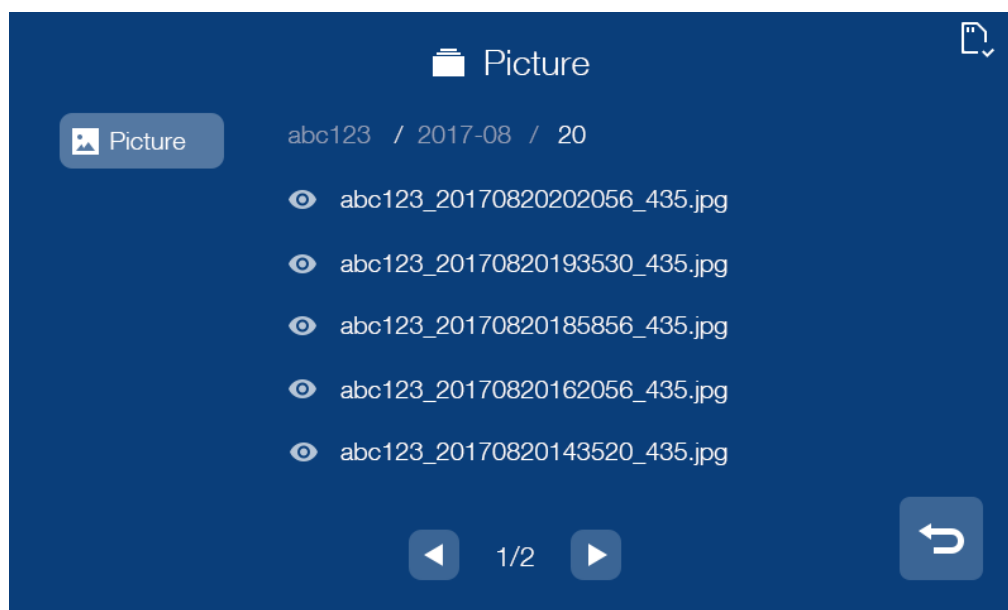 Picture
Picture
abc123 / 2017-08 / 20
abc123_20170820202056_435.jpg
abc123_20170820193530_435.jpg
abc123_20170820185856_435.jpg
abc123_20170820162056_435.jpg
abc123_20170820143520_435.jpg
1/2